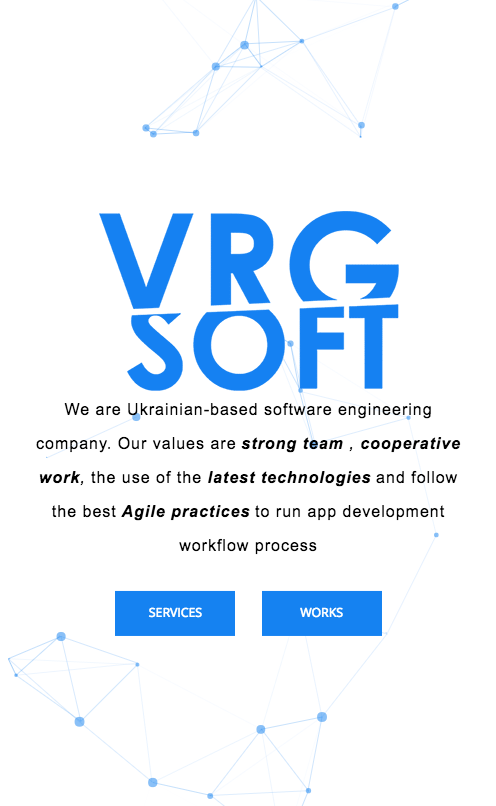 VRG
SOFT
We are Ukrainian-based software engineering
company. Our values are strong team , cooperative
work, the use of the latest technologies and follow
the best Agile practices to run app development
workflow process
SERVICES WORKS